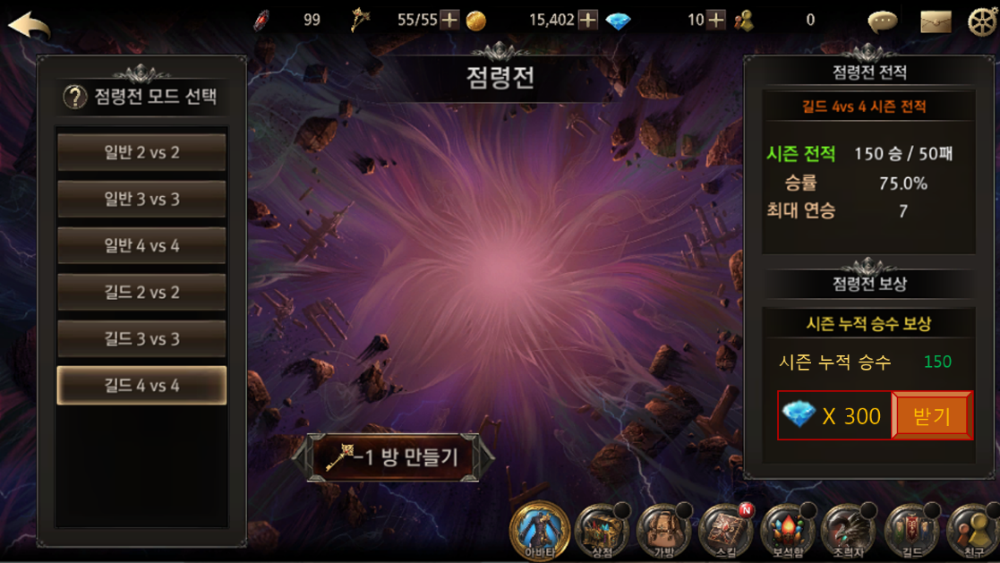 99
55/55
15,402
10
0
점령전 모드 선택
일반 2 vs 2
일반 3 vs 3
일반 4 vs 4
길드 2 vs 2
길드 3 vs 3
길드 4 vs 4
점령전
-1 방 만들기
점령전 전적
길드 4vs 4 시즌 전적
시즌 전적 150 승 / 50패
승률 75.0%
최대 연승 7
점령전 보상
시즌 누적 승수 보상
시즌 누적 승수 150
X 300 받기
아바타 상점 가방 스킬 보석함 조력자 길드 친구
N